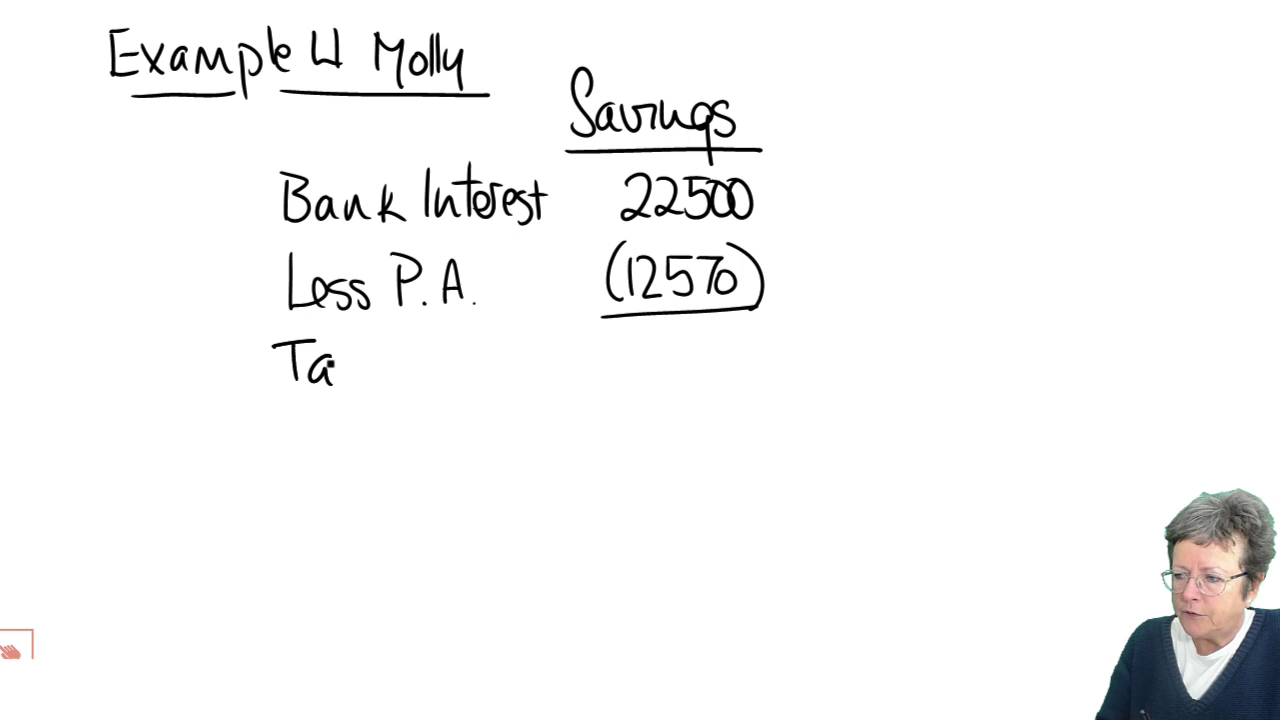 Example 4 Molly
Savings
Bank Interest 22500
Less P.A. (12570)
Ta